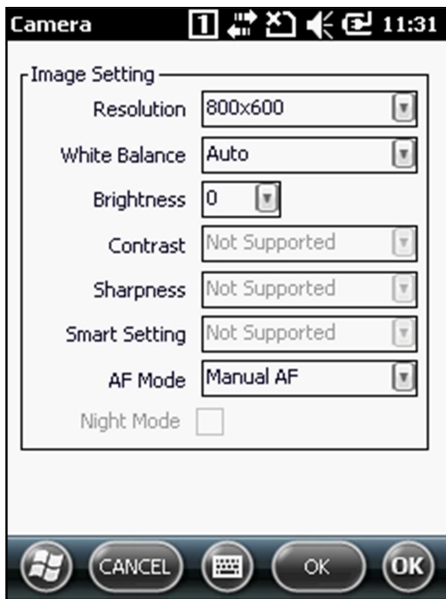 Camera 1 11:31
Image Setting
Resolution 800x600
White Balance Auto
Brightness 0
Contrast Not Supported
Sharpness Not Supported
Smart Setting Not Supported
AF Mode Manual AF
Night Mode
CANCEL OK OK